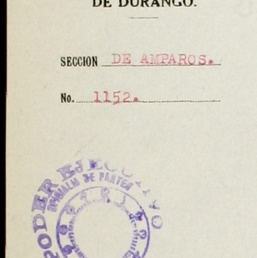 DE DURANGO.
SECCION DE AMPAROS.
No. 1152.
PODER EJECUTIVO